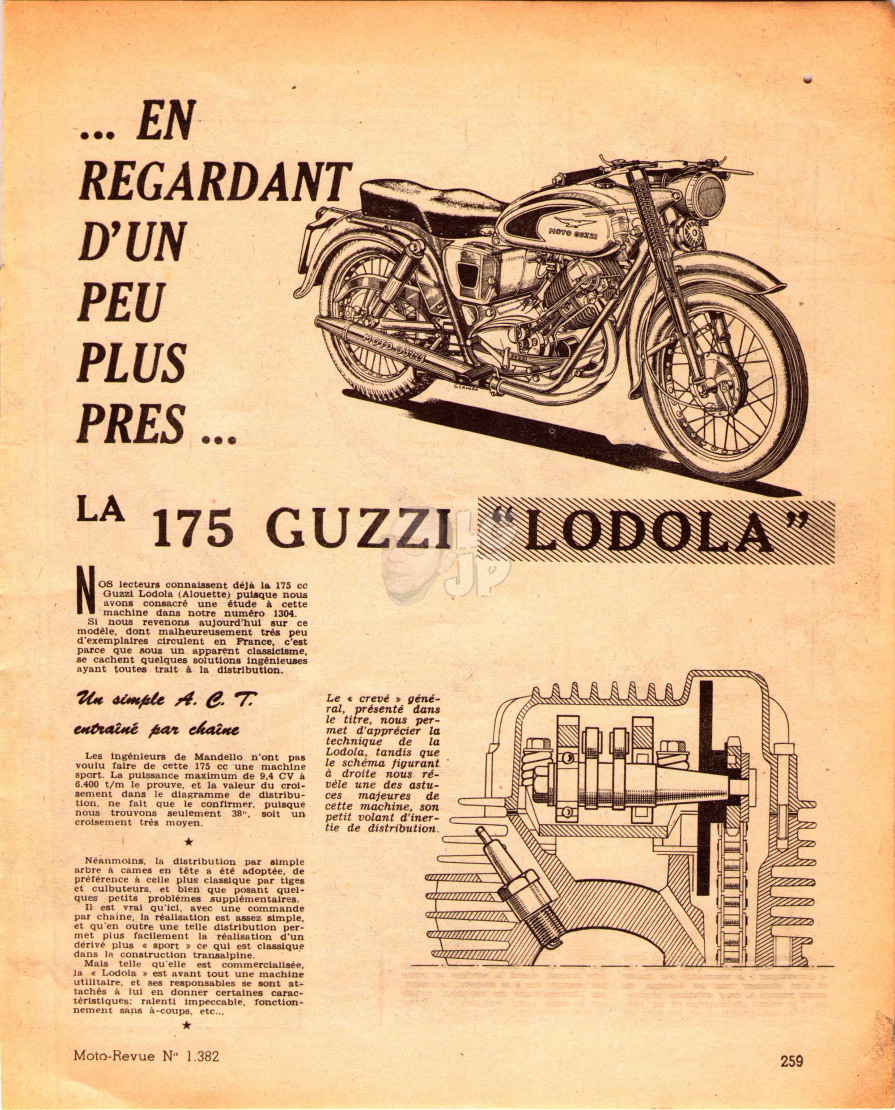 ... EN
REGARDANT
D'UN
PEU
PLUS
PRES ...
MOTO GUZZI
MOTO GUZZI
G. CAVARA
LA 175 GUZZI "LODOLA"
JP
NOS lecteurs connaissent déjà la 175 cc
Guzzi Lodola (Alouette) puisque nous
avons consacré une étude à cette
machine dans notre numéro 1304.
Si nous revenons aujourd'hui sur ce
modèle, dont malheureusement très peu
d'exemplaires circulent en France, c'est
parce que sous un apparent classicisme,
se cachent quelques solutions ingénieuses
ayant toutes trait à la distribution.
Un simple A. C. T.
entraîné par chaîne
Les ingénieurs de Mandello n'ont pas
voulu faire de cette 175 cc une machine
sport. La puissance maximum de 9,4 CV à
6.400 t/m le prouve, et la valeur du croi-
sement dans le diagramme de distribu-
tion, ne fait que le confirmer, puisque
nous trouvons seulement 38°, soit un
croisement très moyen.
★
Néanmoins, la distribution par simple
arbre à cames en tête a été adoptée, de
préférence à celle plus classique par tiges
et culbuteurs, et bien que posant quel-
ques petits problèmes supplémentaires.
Il est vrai qu'ici, avec une commande
par chaîne, la réalisation est assez simple,
et qu'en outre une telle distribution per-
met plus facilement la réalisation d'un
dérivé plus « sport » ce qui est classique
dans la construction transalpine.
Mais telle qu'elle est commercialisée,
la « Lodola » est avant tout une machine
utilitaire, et ses responsables se sont at-
tachés à lui en donner certaines carac-
téristiques: ralenti impeccable, fonction-
nement sans à-coups, etc...
★
Le « crevé » géné-
ral, présenté dans
le titre, nous per-
met d'apprécier la
technique de la
Lodola, tandis que
le schéma figurant
à droite nous ré-
vèle une des astu-
ces majeures de
cette machine, son
petit volant d'iner-
tie de distribution.
Moto-Revue N° 1.382
259